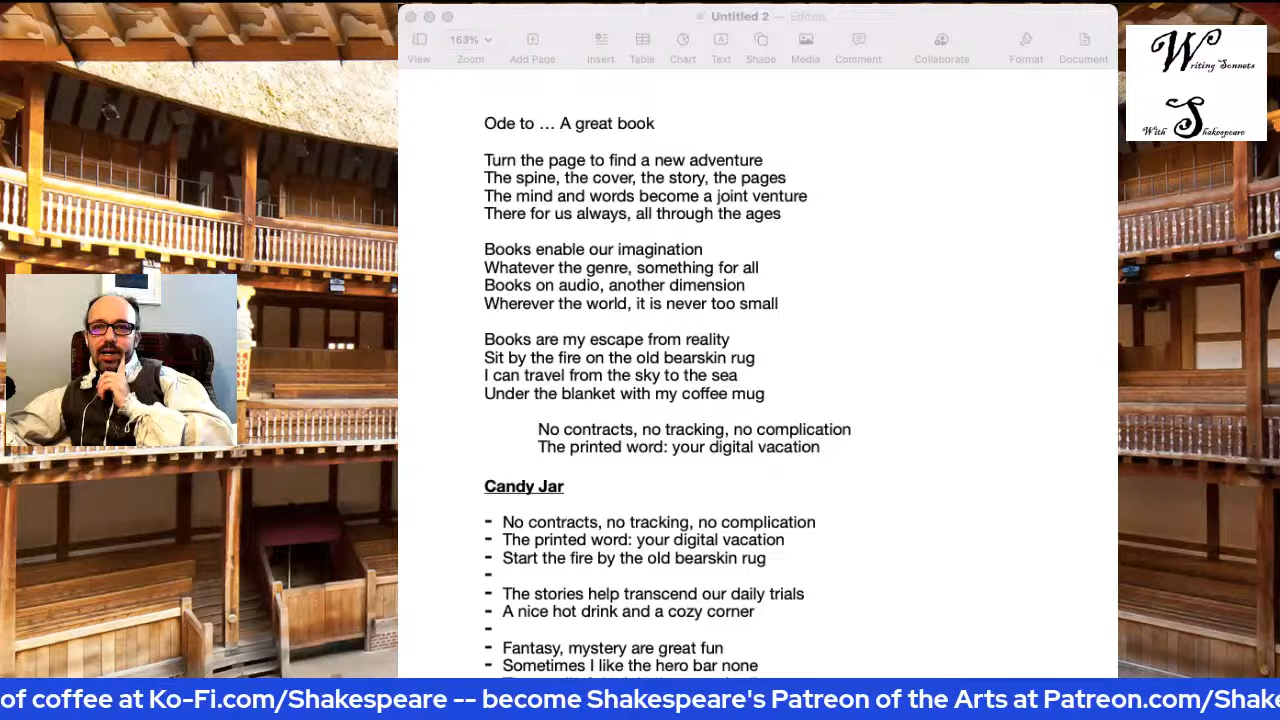 Untitled 2 — Edited
163%
View
Zoom
Add Page
Insert
Table
Chart
Text
Shape
Media
Comment
Collaborate
Format
Document
Writing Sonnets
With Shakespeare
Ode to … A great book
Turn the page to find a new adventure
The spine, the cover, the story, the pages
The mind and words become a joint venture
There for us always, all through the ages
Books enable our imagination
Whatever the genre, something for all
Books on audio, another dimension
Wherever the world, it is never too small
Books are my escape from reality
Sit by the fire on the old bearskin rug
I can travel from the sky to the sea
Under the blanket with my coffee mug
No contracts, no tracking, no complication
The printed word: your digital vacation
Candy Jar
- No contracts, no tracking, no complication
- The printed word: your digital vacation
- Start the fire by the old bearskin rug
-
- The stories help transcend our daily trials
- A nice hot drink and a cozy corner
-
- Fantasy, mystery are great fun
- Sometimes I like the hero bar none
of coffee at Ko-Fi.com/Shakespeare -- become Shakespeare's Patreon of the Arts at Patreon.com/Shake